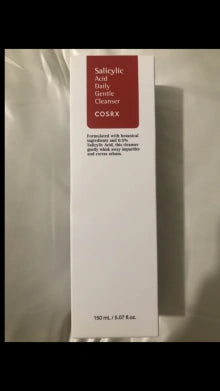 Salicylic
Acid
Daily
Gentle
Cleanser
COSRX
Formulated with botanical
ingredients and 0.5%
Salicylic Acid, this cleanser
gently whisk away impurities
and excess sebum.
150 mL / 5.07 fl.oz.